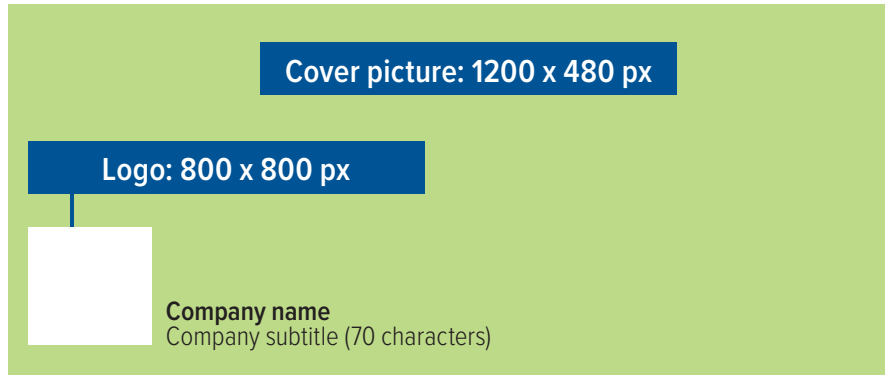 Cover picture: 1200 x 480 px
Logo: 800 x 800 px
Company name
Company subtitle (70 characters)